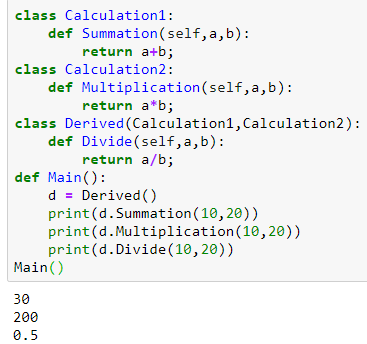 class Calculation1:
    def Summation(self,a,b):
        return a+b;
class Calculation2:
    def Multiplication(self,a,b):
        return a*b;
class Derived(Calculation1,Calculation2):
    def Divide(self,a,b):
        return a/b;
def Main():
    d = Derived()
    print(d.Summation(10,20))
    print(d.Multiplication(10,20))
    print(d.Divide(10,20))
Main()
30
200
0.5